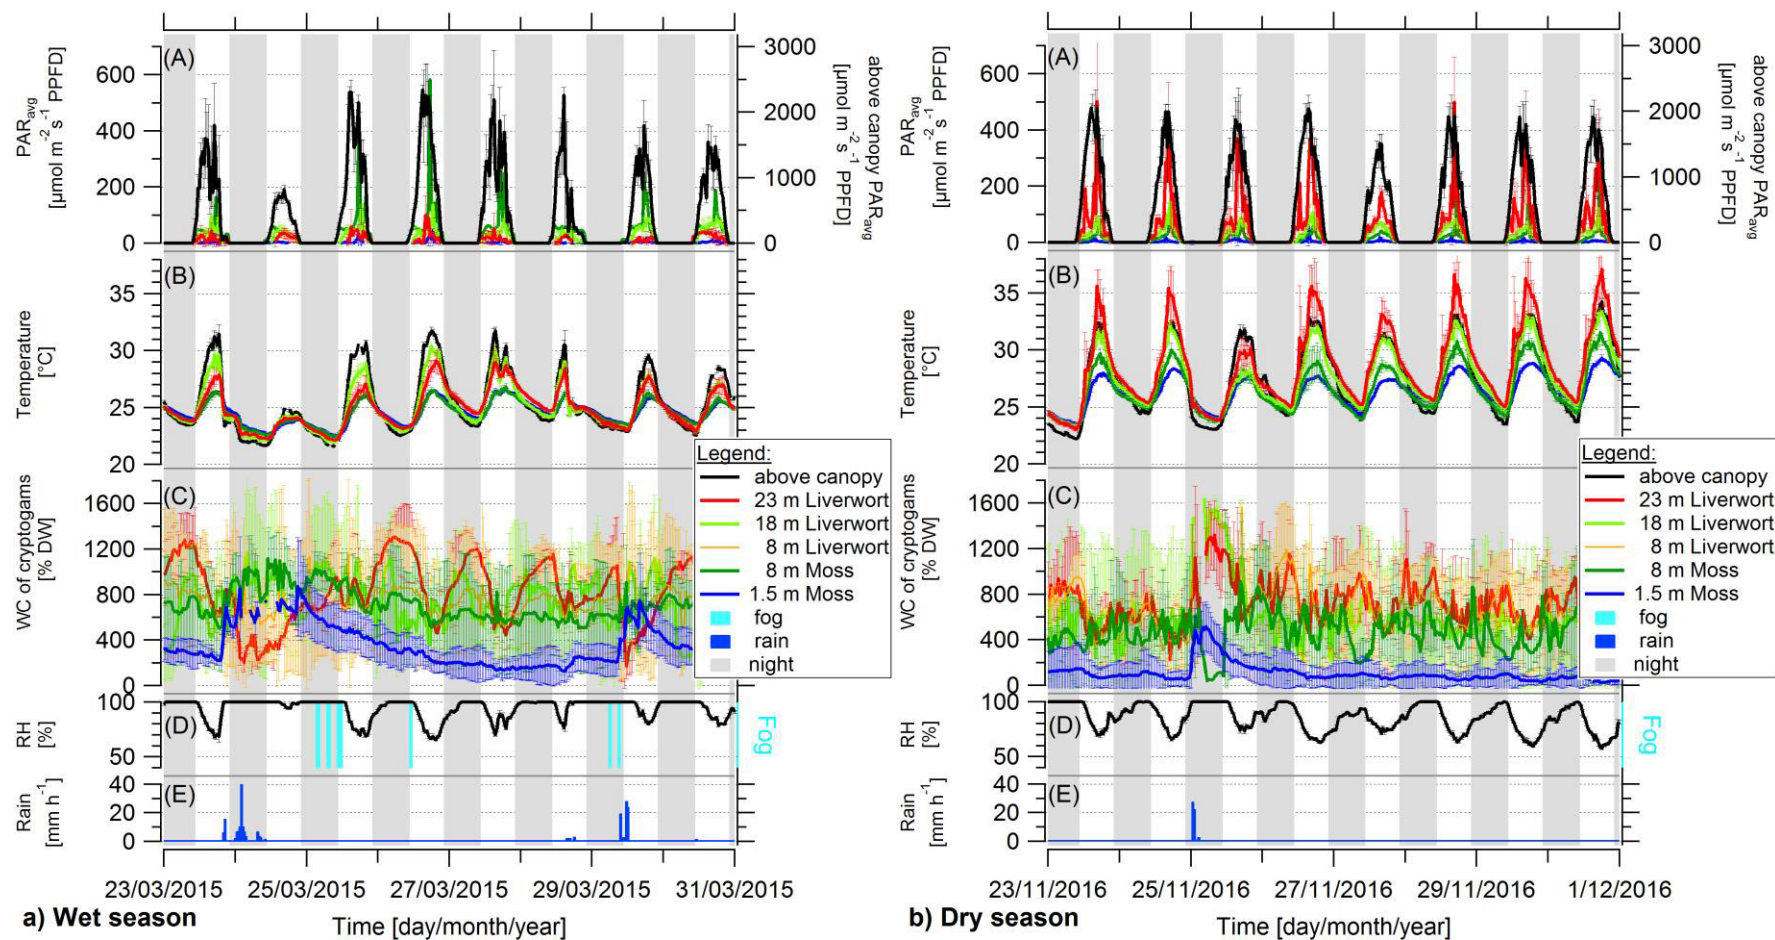 (A)
PARavg
[µmol m⁻² s⁻¹ PPFD]
600
400
200
0
3000
2000
1000
0
above canopy PARavg
[µmol m⁻² s⁻¹ PPFD]
(B)
Temperature
[°C]
35
30
25
20
(C)
WC of cryptogams
[% DW]
1600
1200
800
400
0
Legend:
above canopy
23 m Liverwort
18 m Liverwort
8 m Liverwort
8 m Moss
1.5 m Moss
fog
rain
night
(D)
RH
[%]
100
50
Fog
(E)
Rain
[mm h⁻¹]
40
20
0
23/03/2015 25/03/2015 27/03/2015 29/03/2015 31/03/2015
a) Wet season
Time [day/month/year]
(A)
PARavg
[µmol m⁻² s⁻¹ PPFD]
600
400
200
0
3000
2000
1000
0
above canopy PARavg
[µmol m⁻² s⁻¹ PPFD]
(B)
Temperature
[°C]
35
30
25
20
(C)
WC of cryptogams
[% DW]
1600
1200
800
400
0
Legend:
above canopy
23 m Liverwort
18 m Liverwort
8 m Liverwort
8 m Moss
1.5 m Moss
fog
rain
night
(D)
RH
[%]
100
50
Fog
(E)
Rain
[mm h⁻¹]
40
20
0
23/11/2016 25/11/2016 27/11/2016 29/11/2016 1/12/2016
b) Dry season
Time [day/month/year]